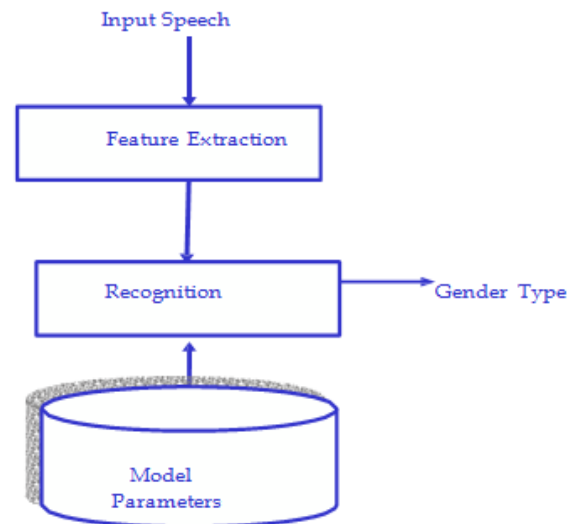 Input Speech
Feature Extraction
Recognition
Gender Type
Model
Parameters